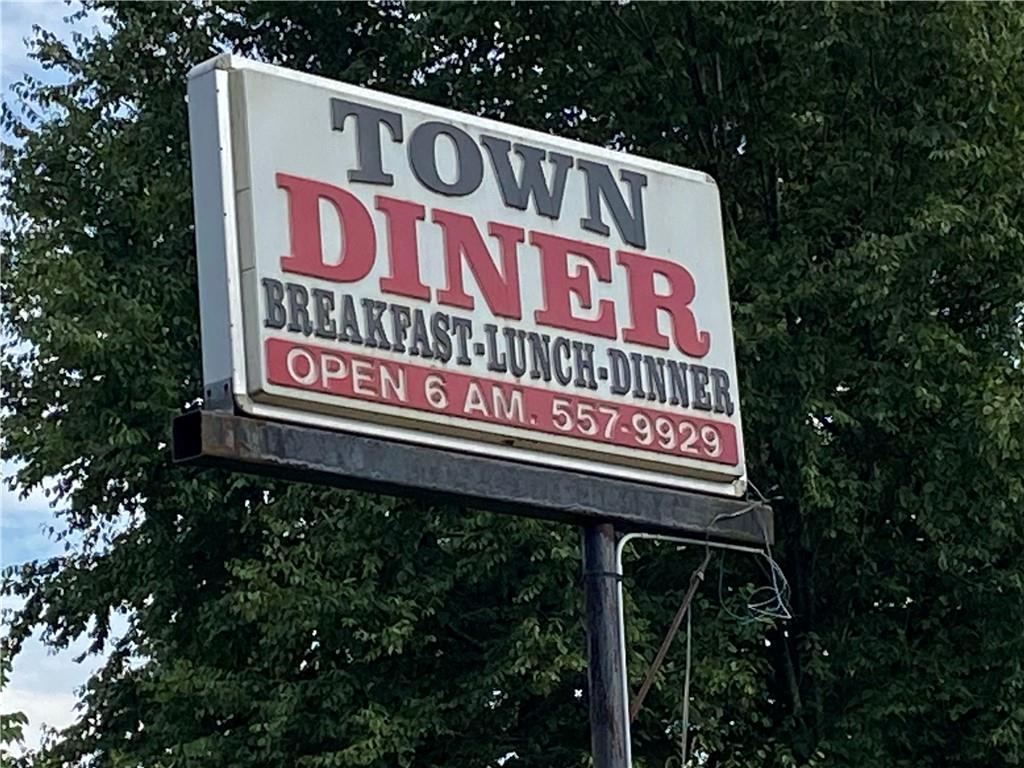 TOWN
DINER
BREAKFAST-LUNCH-DINNER
OPEN 6 AM. 557-9929